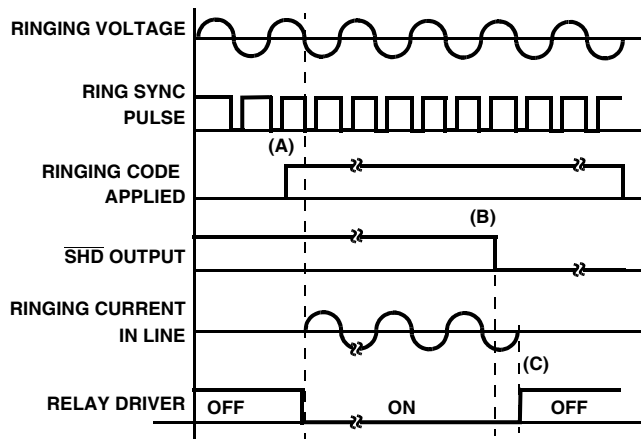 RINGING VOLTAGE
RING SYNC
PULSE
(A)
RINGING CODE
APPLIED
(B)
SHD OUTPUT
RINGING CURRENT
IN LINE
(C)
RELAY DRIVER
OFF
ON
OFF